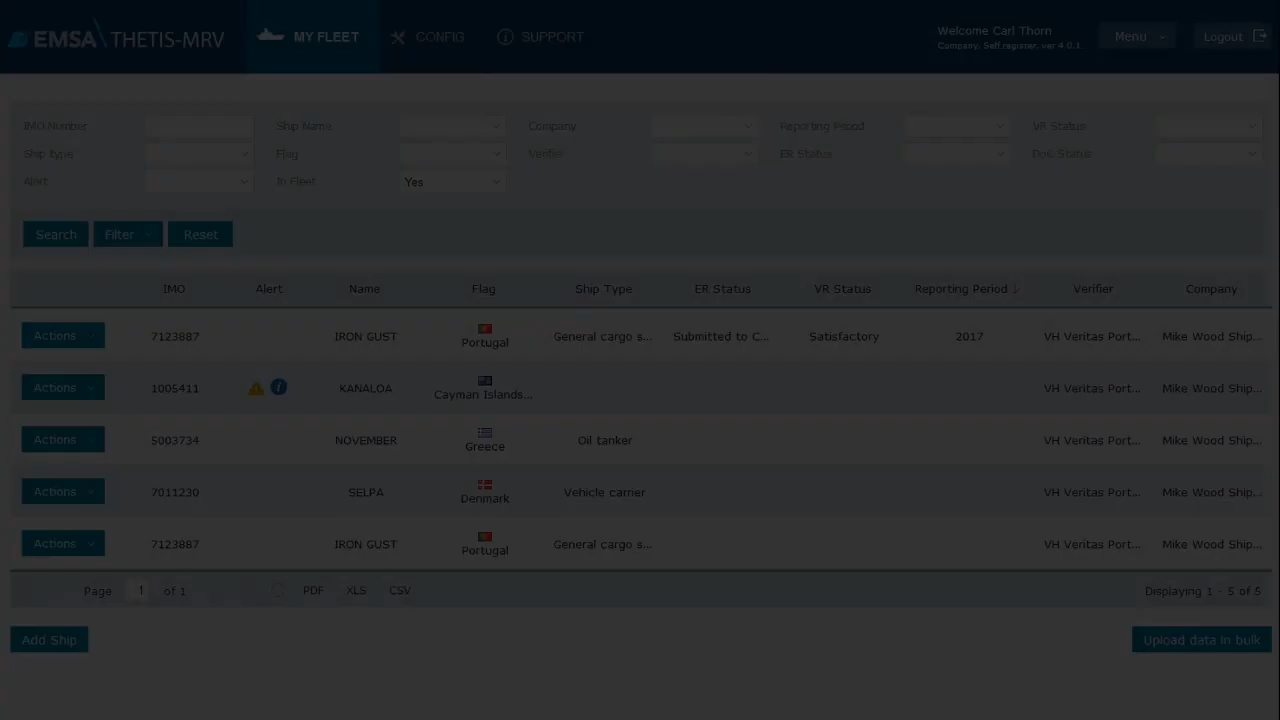 EMSA THETIS-MRV MY FLEET CONFIG SUPPORT Welcome Carl Thorn Menu Logout
Company, Self register, ver 4.0.1
IMO Number Ship Name Company Reporting Period VR Status
Ship type Flag Verifier ER Status DoC Status
Alert In Fleet Yes
Search Filter Reset
IMO Alert Name Flag Ship Type ER Status VR Status Reporting Period ↓ Verifier Company
Actions 7123887 IRON GUST Portugal General cargo s... Submitted to C... Satisfactory 2017 VH Veritas Port... Mike Wood Ship...
Actions 1005411 KANALOA Cayman Islands... VH Veritas Port... Mike Wood Ship...
Actions 5003734 NOVEMBER Greece Oil tanker VH Veritas Port... Mike Wood Ship...
Actions 7011230 SELPA Denmark Vehicle carrier VH Veritas Port... Mike Wood Ship...
Actions 7123887 IRON GUST Portugal General cargo s... VH Veritas Port... Mike Wood Ship...
Page 1 of 1 PDF XLS CSV Displaying 1 - 5 of 5
Add Ship Upload data in bulk